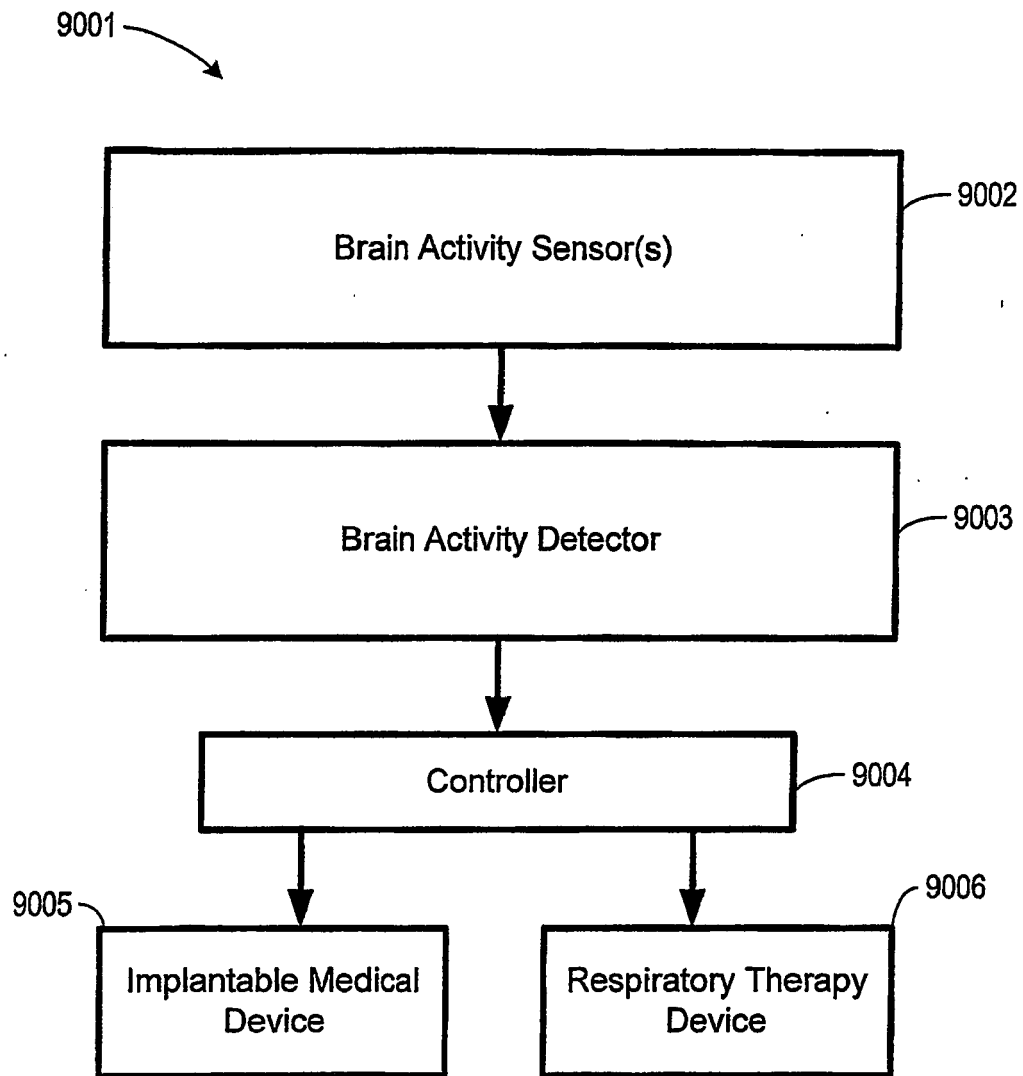 9001
9002
Brain Activity Sensor(s)
9003
Brain Activity Detector
Controller
9004
9005
9006
Implantable Medical
Device
Respiratory Therapy
Device